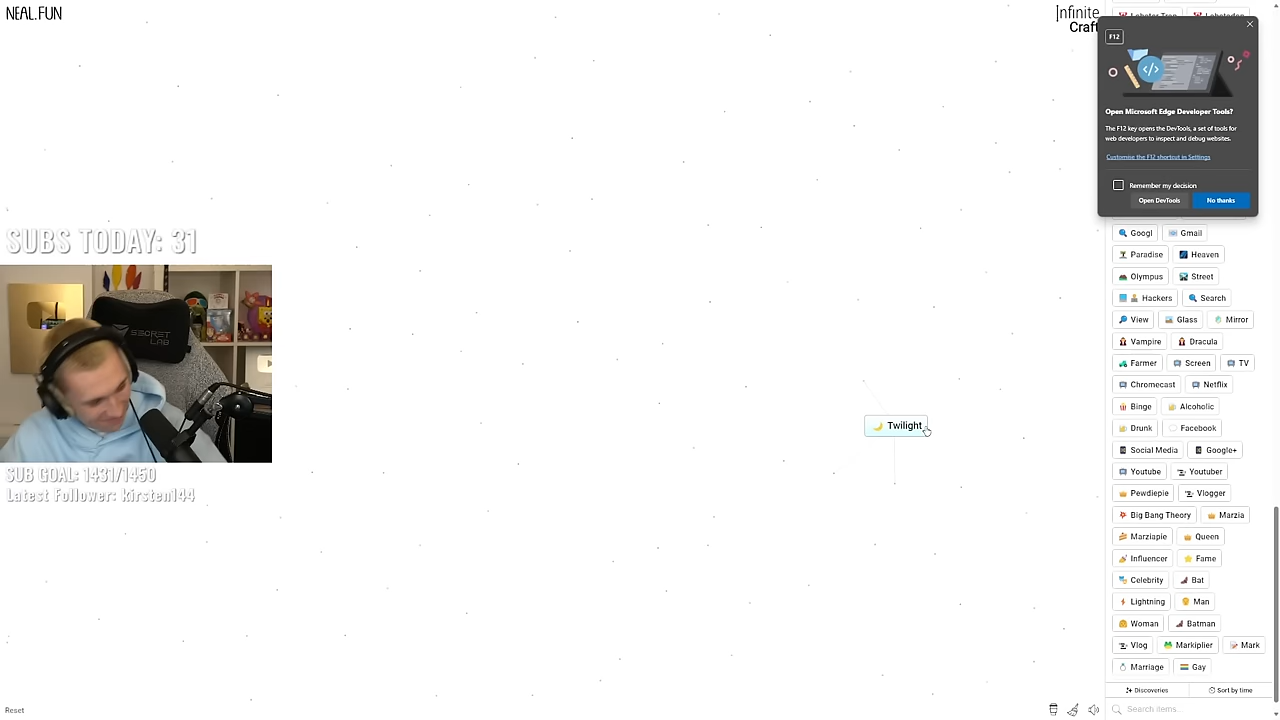 NEAL.FUN
Infinite
Craft
F12
Open Microsoft Edge Developer Tools?
The F12 key opens the DevTools, a set of tools for
web developers to inspect and debug websites.
Customise the F12 shortcut in Settings
Remember my decision
Open DevTools No thanks
SUBS TODAY: 31
SECRET
LAB
SUB GOAL: 1431/1450
Latest Follower: kirsten144
Twilight
Googl Gmail
Paradise Heaven
Olympus Street
Hackers Search
View Glass Mirror
Vampire Dracula
Farmer Screen TV
Chromecast Netflix
Binge Alcoholic
Drunk Facebook
Social Media Google+
Youtube Youtuber
Pewdiepie Vlogger
Big Bang Theory Marzia
Marziapie Queen
Influencer Fame
Celebrity Bat
Lightning Man
Woman Batman
Vlog Markiplier Mark
Marriage Gay
Discoveries Sort by time
Search items...
Reset